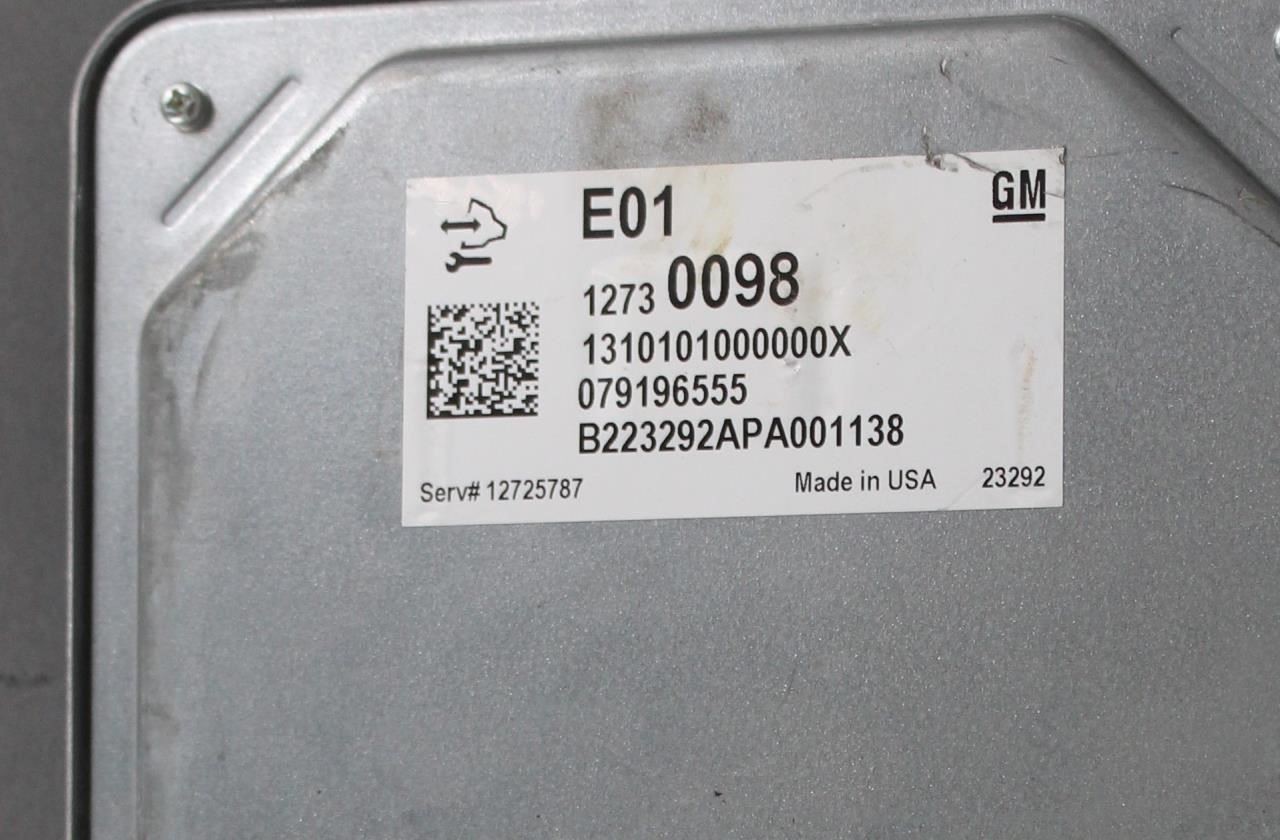 E01
GM
1273 0098
1310101000000X
079196555
B223292APA001138
Serv# 12725787 Made in USA 23292